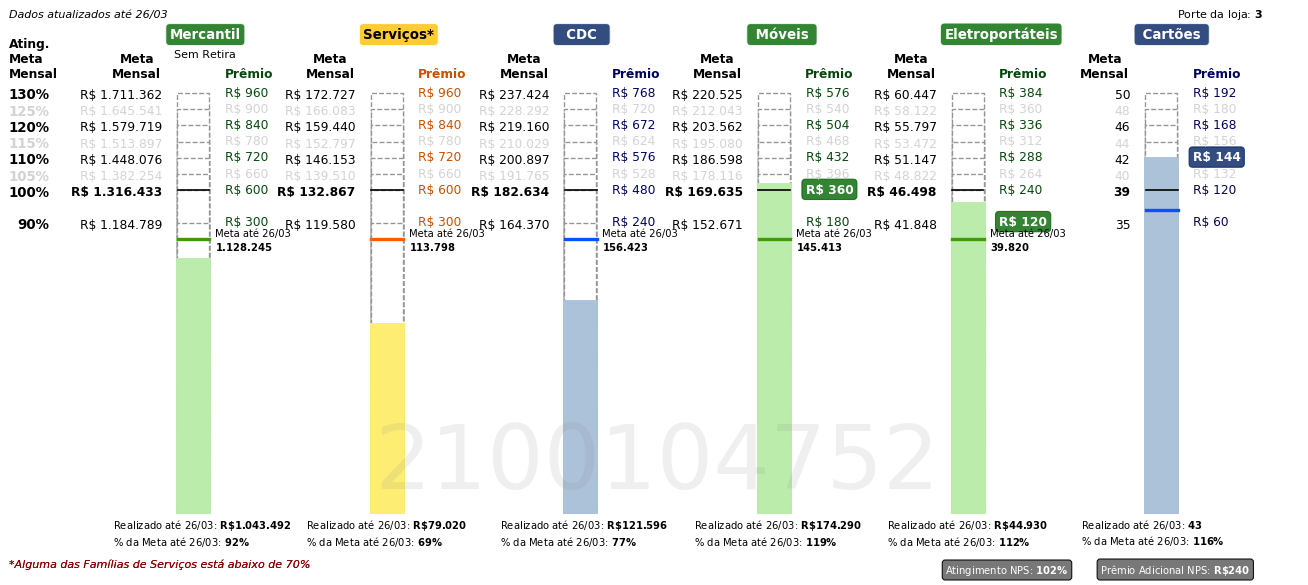 Dados atualizados até 26/03
Porte da loja: 3
Mercantil Serviços* CDC Móveis Eletroportáteis Cartões
Sem Retira
Ating. Meta Mensal
Meta Mensal Prêmio Meta Mensal Prêmio Meta Mensal Prêmio Meta Mensal Prêmio Meta Mensal Prêmio Meta Mensal Prêmio
130% R$ 1.711.362 R$ 960 R$ 172.727 R$ 960 R$ 237.424 R$ 768 R$ 220.525 R$ 576 R$ 60.447 R$ 384 50 R$ 192
125% R$ 1.645.541 R$ 900 R$ 166.083 R$ 900 R$ 228.292 R$ 720 R$ 212.043 R$ 540 R$ 58.122 R$ 360 48 R$ 180
120% R$ 1.579.719 R$ 840 R$ 159.440 R$ 840 R$ 219.160 R$ 672 R$ 203.562 R$ 504 R$ 55.797 R$ 336 46 R$ 168
115% R$ 1.513.897 R$ 780 R$ 152.797 R$ 780 R$ 210.029 R$ 624 R$ 195.080 R$ 468 R$ 53.472 R$ 312 44 R$ 156
110% R$ 1.448.076 R$ 720 R$ 146.153 R$ 720 R$ 200.897 R$ 576 R$ 186.598 R$ 432 R$ 51.147 R$ 288 42 R$ 144
105% R$ 1.382.254 R$ 660 R$ 139.510 R$ 660 R$ 191.765 R$ 528 R$ 178.116 R$ 396 R$ 48.822 R$ 264 40 R$ 132
100% R$ 1.316.433 R$ 600 R$ 132.867 R$ 600 R$ 182.634 R$ 480 R$ 169.635 R$ 360 R$ 46.498 R$ 240 39 R$ 120
90% R$ 1.184.789 R$ 300 R$ 119.580 R$ 300 R$ 164.370 R$ 240 R$ 152.671 R$ 180 R$ 41.848 R$ 120 35 R$ 60
Meta até 26/03 Meta até 26/03 Meta até 26/03 Meta até 26/03 Meta até 26/03
1.128.245 113.798 156.423 145.413 39.820
2100104752
Realizado até 26/03: R$1.043.492 Realizado até 26/03: R$79.020 Realizado até 26/03: R$121.596 Realizado até 26/03: R$174.290 Realizado até 26/03: R$44.930 Realizado até 26/03: 43
% da Meta até 26/03: 92% % da Meta até 26/03: 69% % da Meta até 26/03: 77% % da Meta até 26/03: 119% % da Meta até 26/03: 112% % da Meta até 26/03: 116%
*Alguma das Famílias de Serviços está abaixo de 70%
Atingimento NPS: 102% Prêmio Adicional NPS: R$240